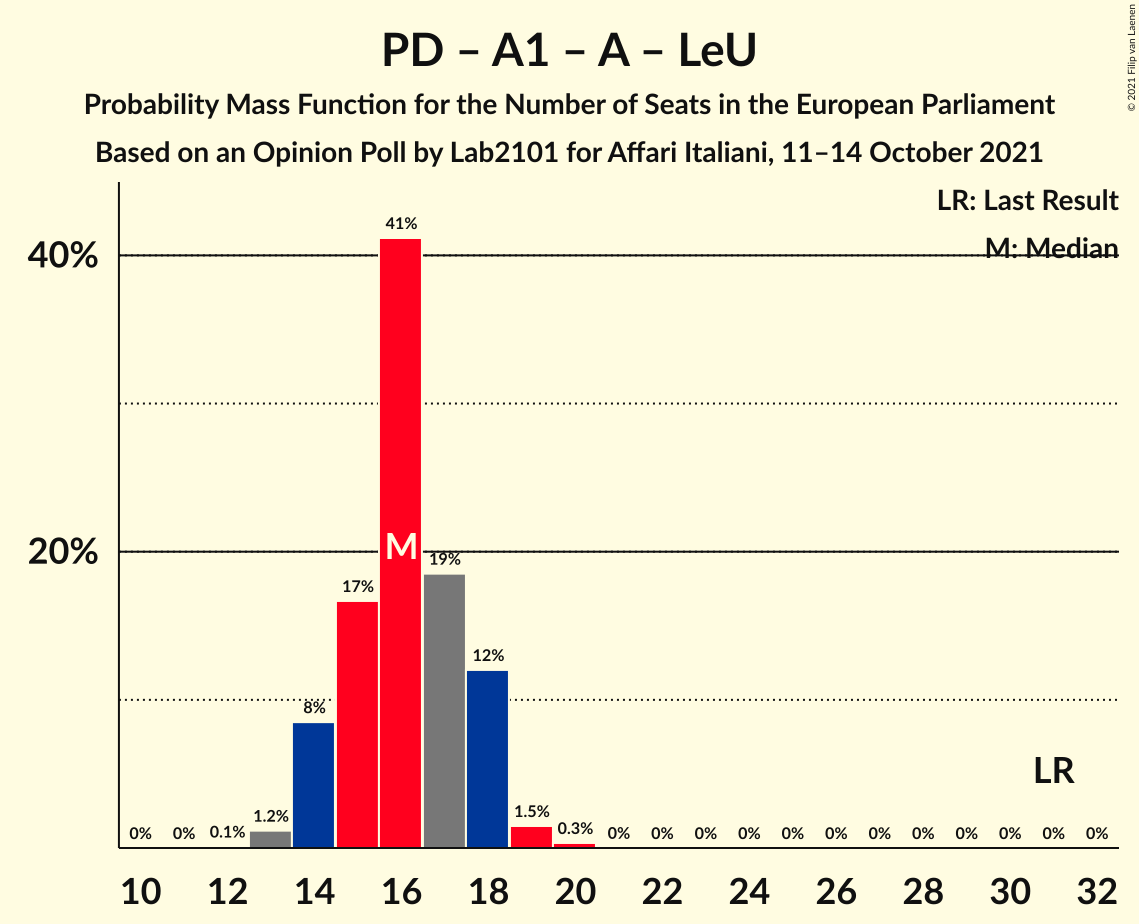 PD – A1 – A – LeU
Probability Mass Function for the Number of Seats in the European Parliament
Based on an Opinion Poll by Lab2101 for Affari Italiani, 11–14 October 2021
© 2021 Filip van Laenen
LR: Last Result
M: Median
40%
20%
0%
0%
0.1%
1.2%
8%
17%
41%
M
19%
12%
1.5%
0.3%
0%
0%
0%
0%
0%
0%
0%
0%
0%
0%
0%
0%
LR
10 12 14 16 18 20 22 24 26 28 30 32